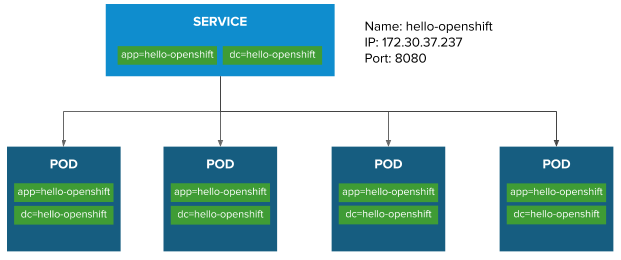 SERVICE
app=hello-openshift dc=hello-openshift
Name: hello-openshift
IP: 172.30.37.237
Port: 8080
POD
app=hello-openshift
dc=hello-openshift
POD
app=hello-openshift
dc=hello-openshift
POD
app=hello-openshift
dc=hello-openshift
POD
app=hello-openshift
dc=hello-openshift